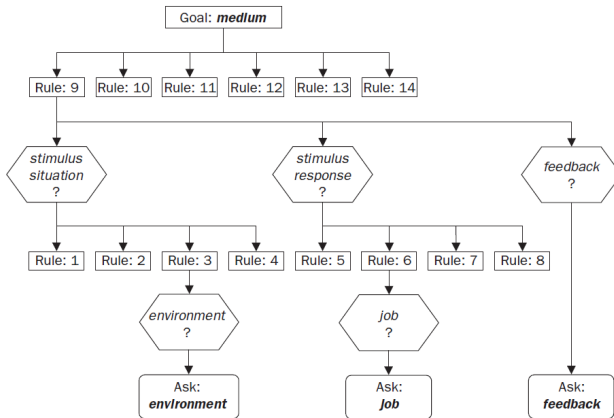 Goal: medium
Rule: 9
Rule: 10
Rule: 11
Rule: 12
Rule: 13
Rule: 14
stimulus
situation
?
stimulus
response
?
feedback
?
Rule: 1
Rule: 2
Rule: 3
Rule: 4
Rule: 5
Rule: 6
Rule: 7
Rule: 8
environment
?
job
?
Ask:
environment
Ask:
job
Ask:
feedback